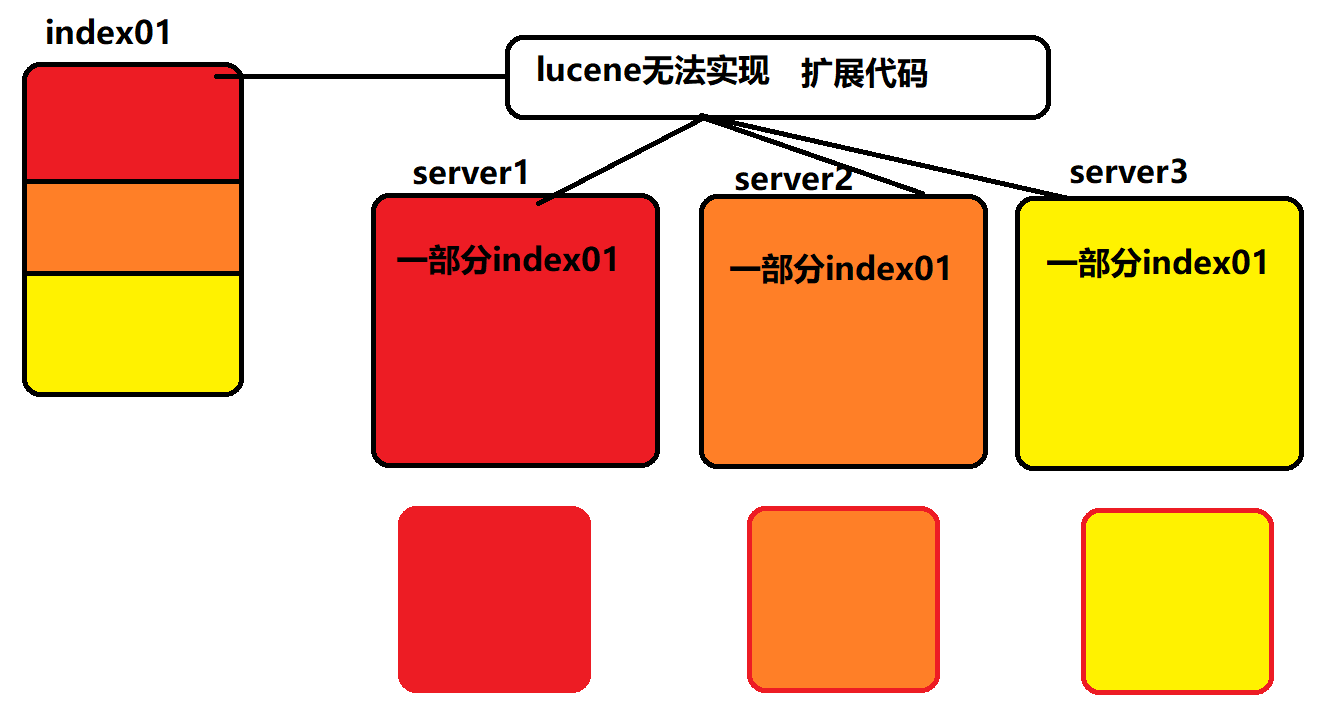 index01
lucene无法实现 扩展代码
server1
server2
server3
一部分index01
一部分index01
一部分index01